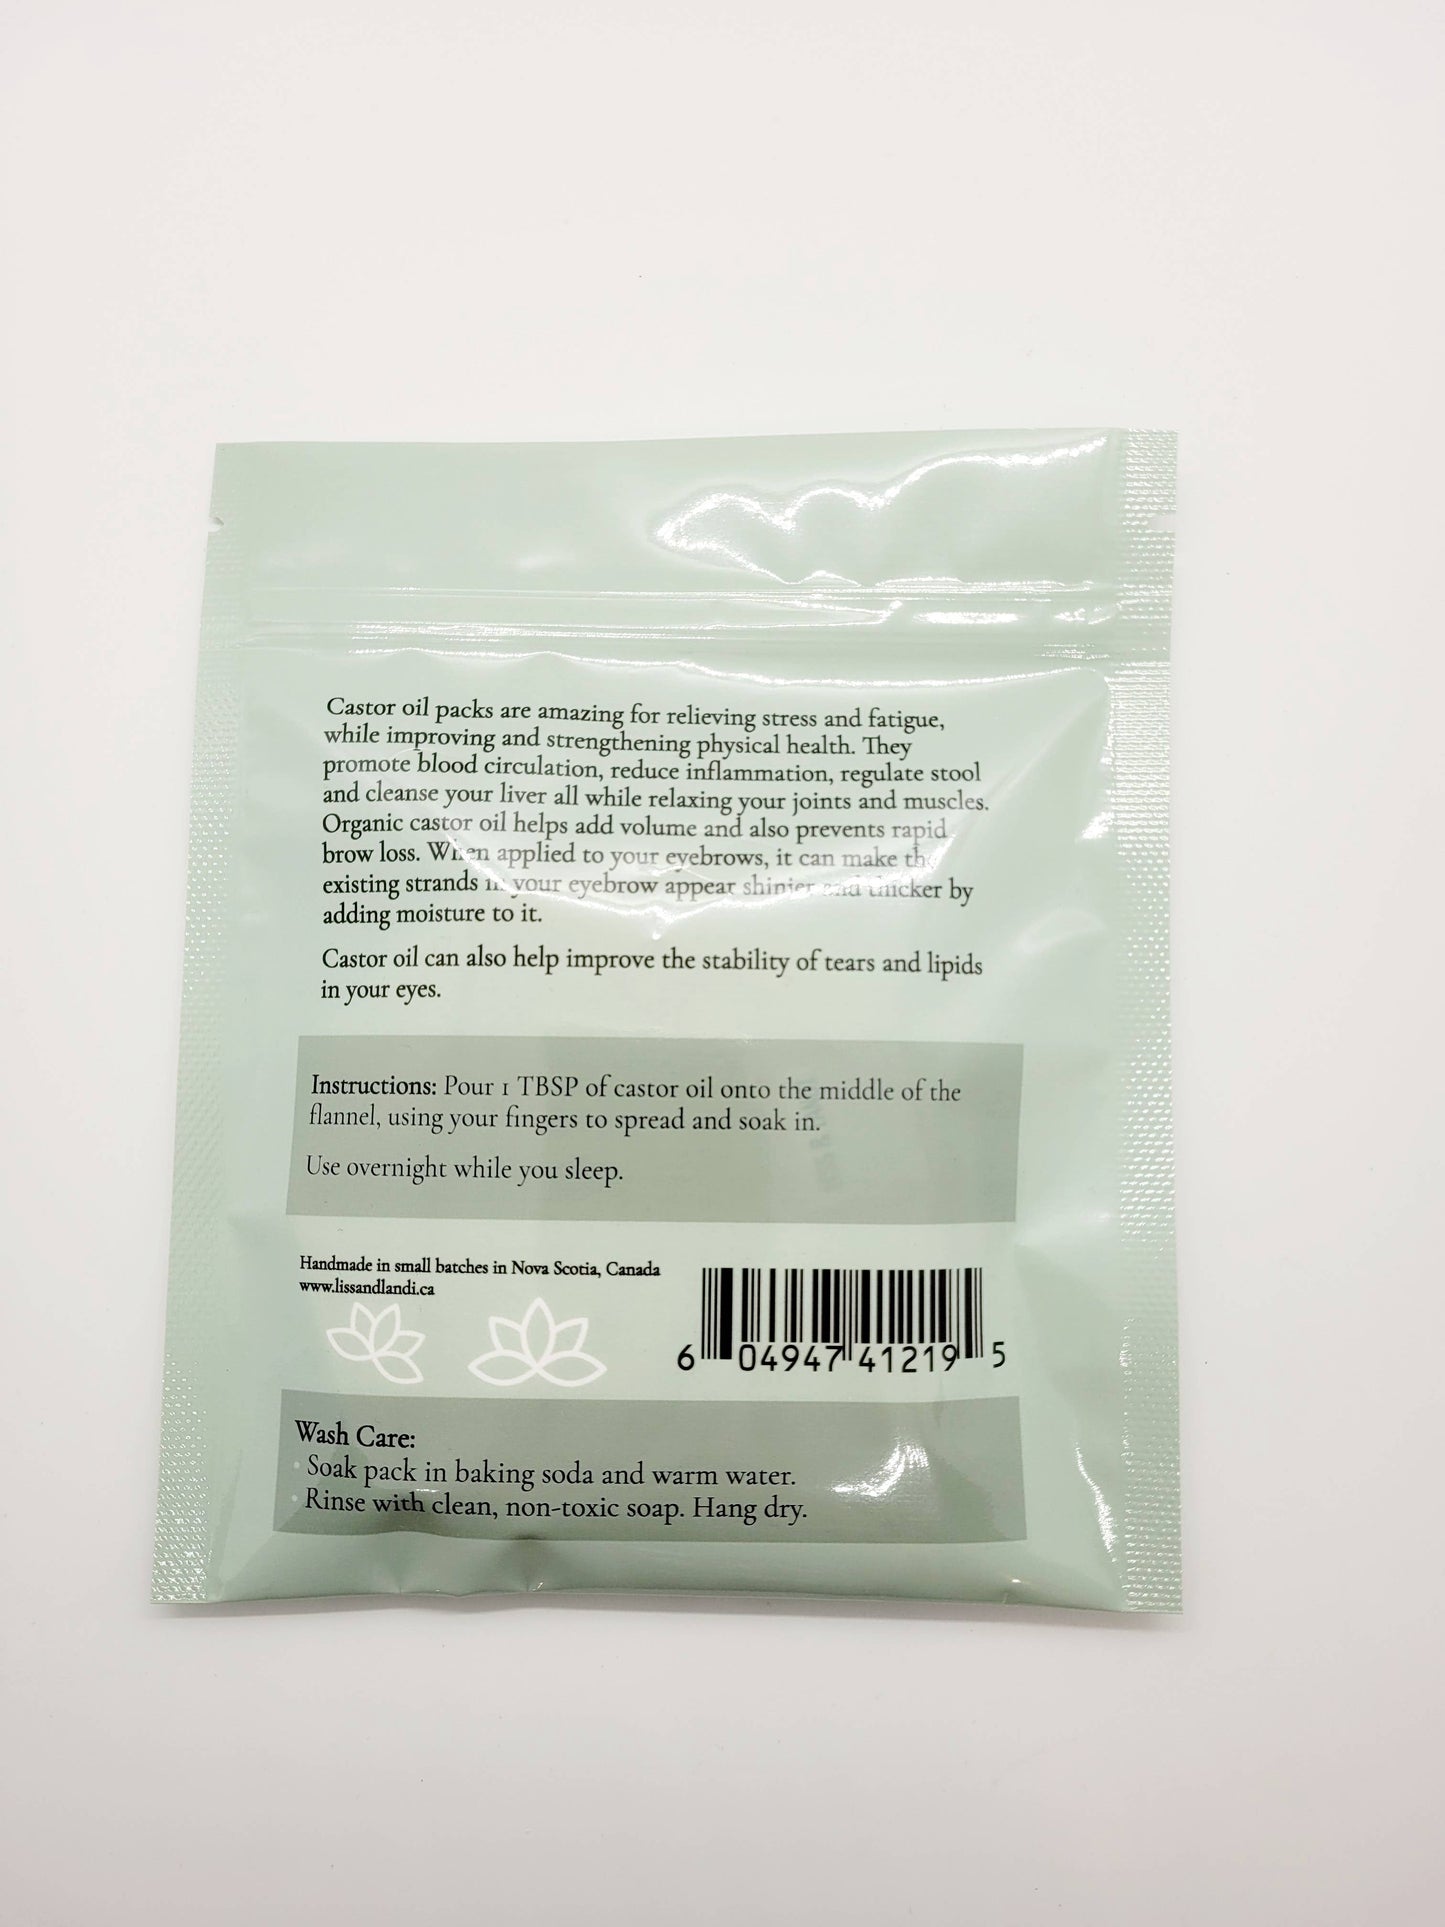 Castor oil packs are amazing for relieving stress and fatigue,
while improving and strengthening physical health. They
promote blood circulation, reduce inflammation, regulate stool
and cleanse your liver all while relaxing your joints and muscles.
Organic castor oil helps add volume and also prevents rapid
brow loss. When applied to your eyebrows, it can make the
existing strands in your eyebrow appear shinier and thicker by
adding moisture to it.
Castor oil can also help improve the stability of tears and lipids
in your eyes.
Instructions: Pour 1 TBSP of castor oil onto the middle of the
flannel, using your fingers to spread and soak in.
Use overnight while you sleep.
Handmade in small batches in Nova Scotia, Canada
www.lissandlandi.ca
6 04947 41219 5
Wash Care:
· Soak pack in baking soda and warm water.
· Rinse with clean, non-toxic soap. Hang dry.